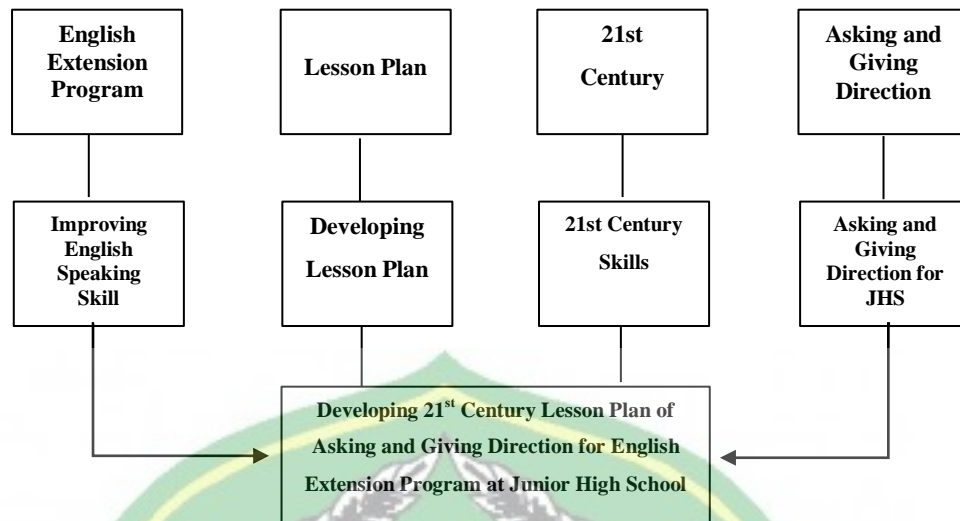 English
Extension
Program
Lesson Plan
21st
Century
Asking and
Giving
Direction
Improving
English
Speaking
Skill
Developing
Lesson Plan
21st Century
Skills
Asking and
Giving
Direction for
JHS
Developing 21st Century Lesson Plan of
Asking and Giving Direction for English
Extension Program at Junior High School